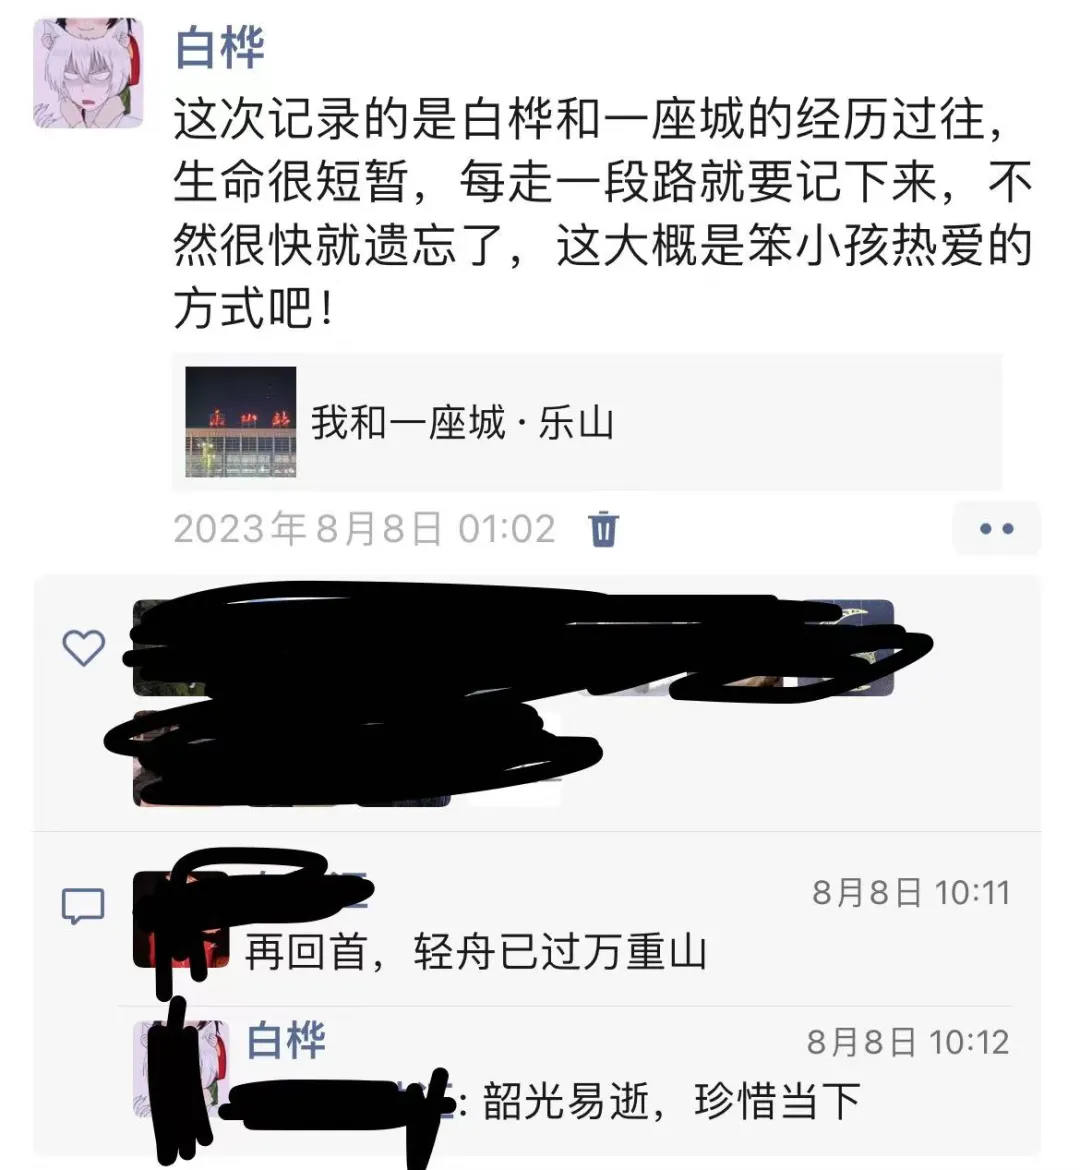 白桦
这次记录的是白桦和一座城的经历过往，
生命很短暂，每走一段路就要记下来，不
然很快就遗忘了，这大概是笨小孩热爱的
方式吧！
乐山站
我和一座城·乐山
2023年8月8日 01:02
8月8日 10:11
再回首，轻舟已过万重山
白桦
8月8日 10:12
: 韶光易逝，珍惜当下